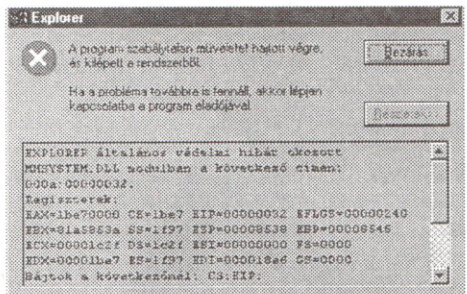 Explorer
A program szabálytalan műveletet hajtott végre,
és kilépett a rendszerből.
Bezárás
Ha a probléma továbbra is fennáll, akkor lépjen
kapcsolatba a program eladójával.
Részletek
EXPLORER általános védelmi hibát okozott
MMSYSTEM.DLL modulban a következő címen:
000a:00000032.
Regiszterek:
EAX=1be70000 CS=1be7 EIP=00000032 EFLGS=00000240
EBX=81a5853a SS=1f97 ESP=00008538 EBP=00008546
ECX=00001c2f DS=1c2f ESI=00000000 FS=0000
EDX=00001be7 ES=1f97 EDI=000018a6 GS=0000
Bájtok a következőnél: CS:EIP: